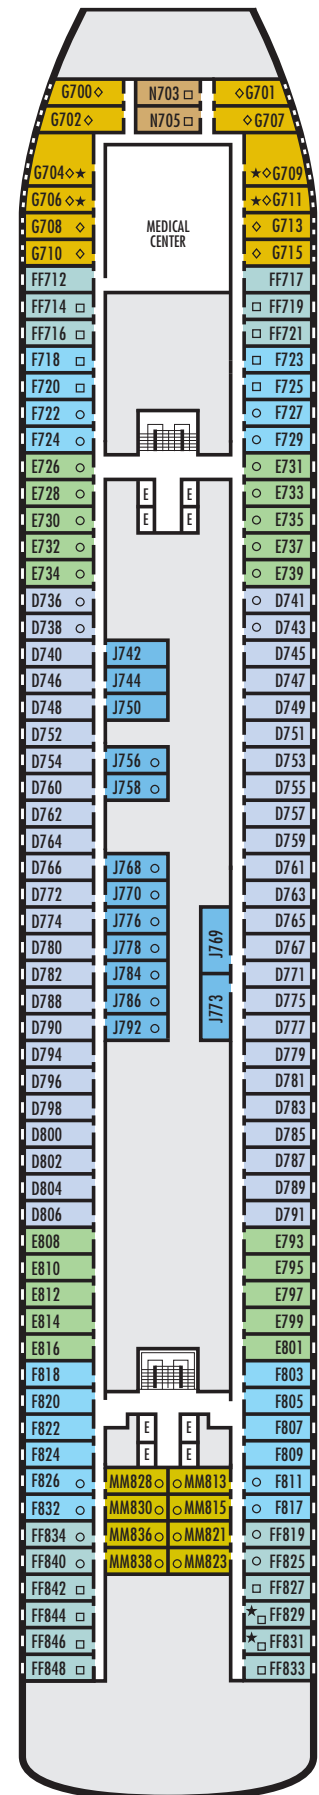 G700◇ N703□ ◇G701
G702◇ N705□ ◇G707
G704◇★ ★◇G709
G706◇★ ★◇G711
MEDICAL
CENTER
G708 ◇ ◇ G713
G710 ◇ ◇ G715
FF712 FF717
FF714 □ □ FF719
FF716 □ □ FF721
F718 □ □ F723
F720 □ □ F725
F722 ○ ○ F727
F724 ○ ○ F729
E726 ○ ○ E731
E728 ○ E E ○ E733
E730 ○ E E ○ E735
E732 ○ ○ E737
E734 ○ ○ E739
D736 ○ ○ D741
D738 ○ ○ D743
D740 J742 D745
D746 J744 D747
D748 J750 D749
D752 D751
D754 J756 ○ D753
D760 J758 ○ D755
D762 D757
D764 D759
D766 J768 ○ D761
D772 J770 ○ D763
D774 J776 ○ D765
J769
D780 J778 ○ D767
D782 J784 ○ D771
D788 J786 ○ D775
J773
D790 J792 ○ D777
D794 D779
D796 D781
D798 D783
D800 D785
D802 D787
D804 D789
D806 D791
E808 E793
E810 E795
E812 E797
E814 E799
E816 E801
F818 F803
F820 F805
F822 E E F807
F824 E E F809
F826 ○ MM828○ ○MM813 ○ F811
F832 ○ MM830○ ○MM815 ○ F817
FF834 ○ MM836○ ○MM821 ○ FF819
FF840 ○ MM838○ ○MM823 ○ FF825
FF842 □ □ FF827
FF844 □ ★□ FF829
FF846 □ ★□ FF831
FF848 □ □ FF833